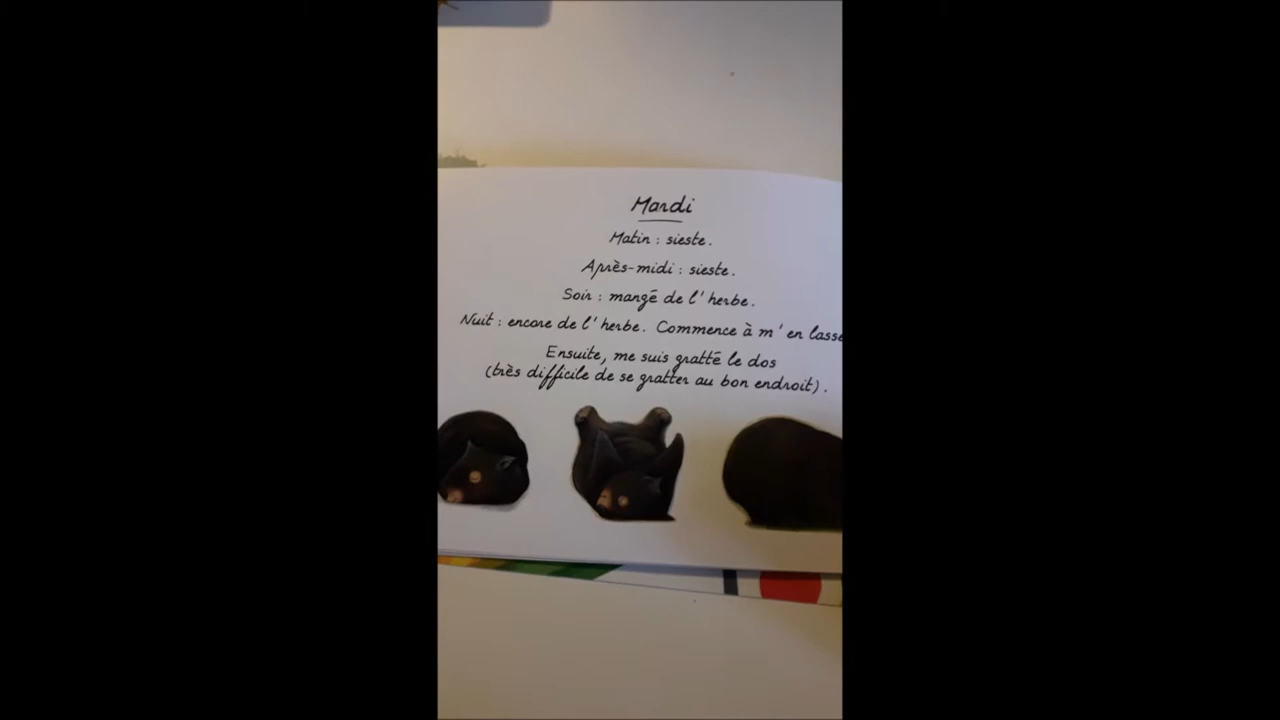 Mardi
Matin : sieste.
Après-midi : sieste.
Soir : mangé de l'herbe.
Nuit : encore de l'herbe. Commence à m'en lasse
Ensuite, me suis gratté le dos
(très difficile de se gratter au bon endroit).